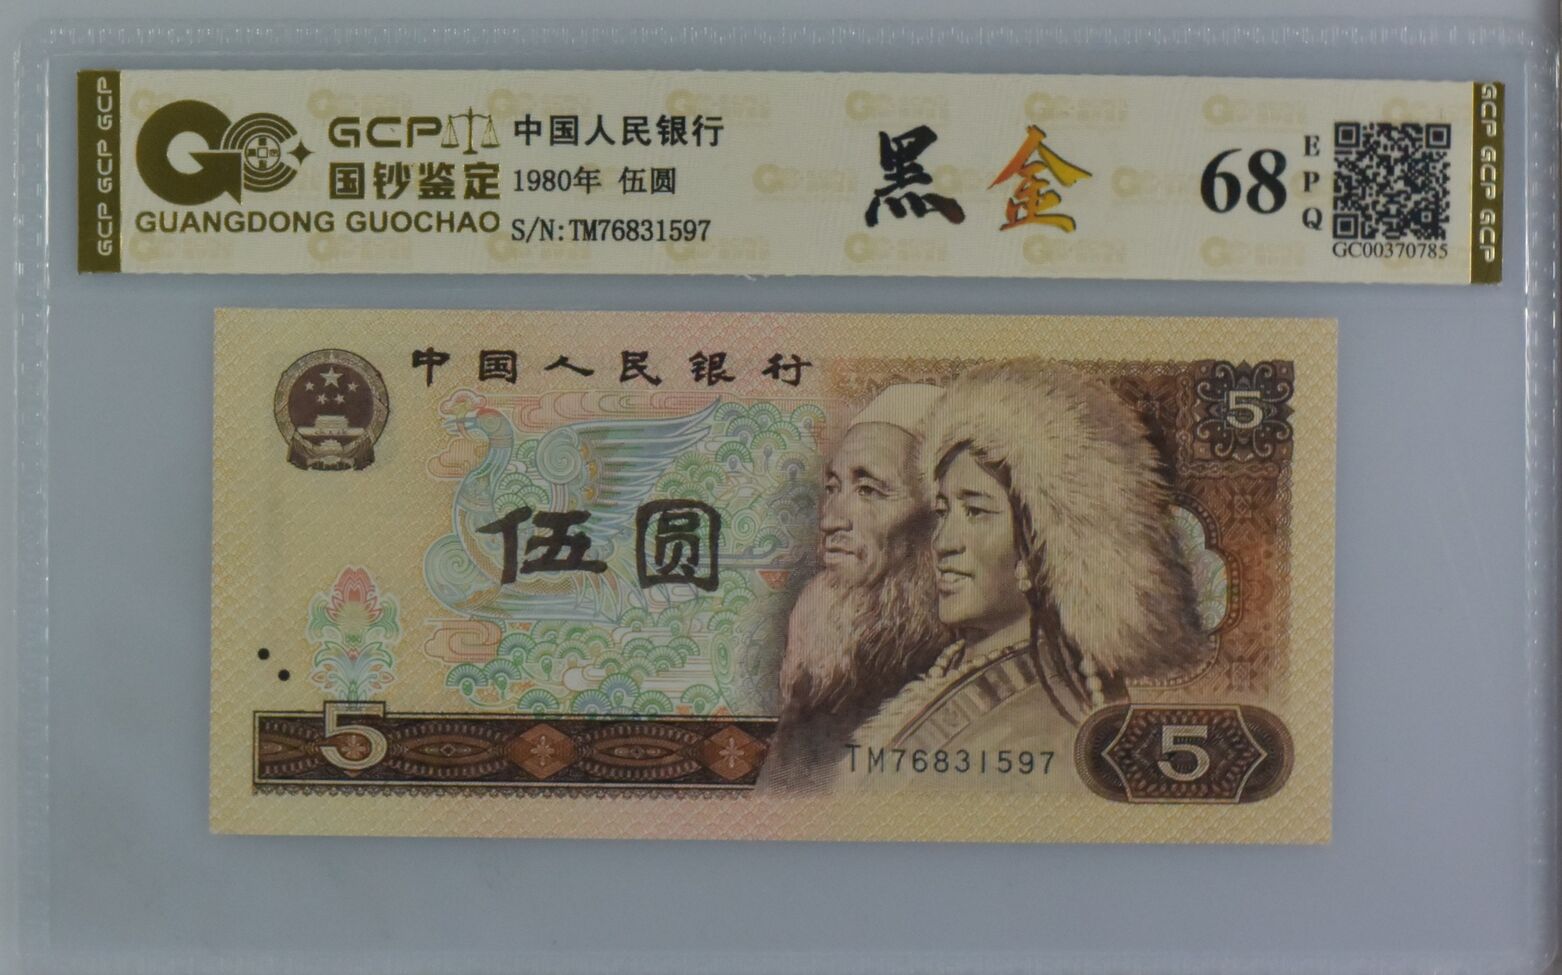 GCP GCP GCP
GCP
国钞鉴定
GUANGDONG GUOCHAO
中国人民银行
1980年 伍圆
S/N:TM76831597
黑金
68
EPQ
GC00370785
GCP GCP GCP
中国人民银行
5
伍圆
5
TM76831597
5